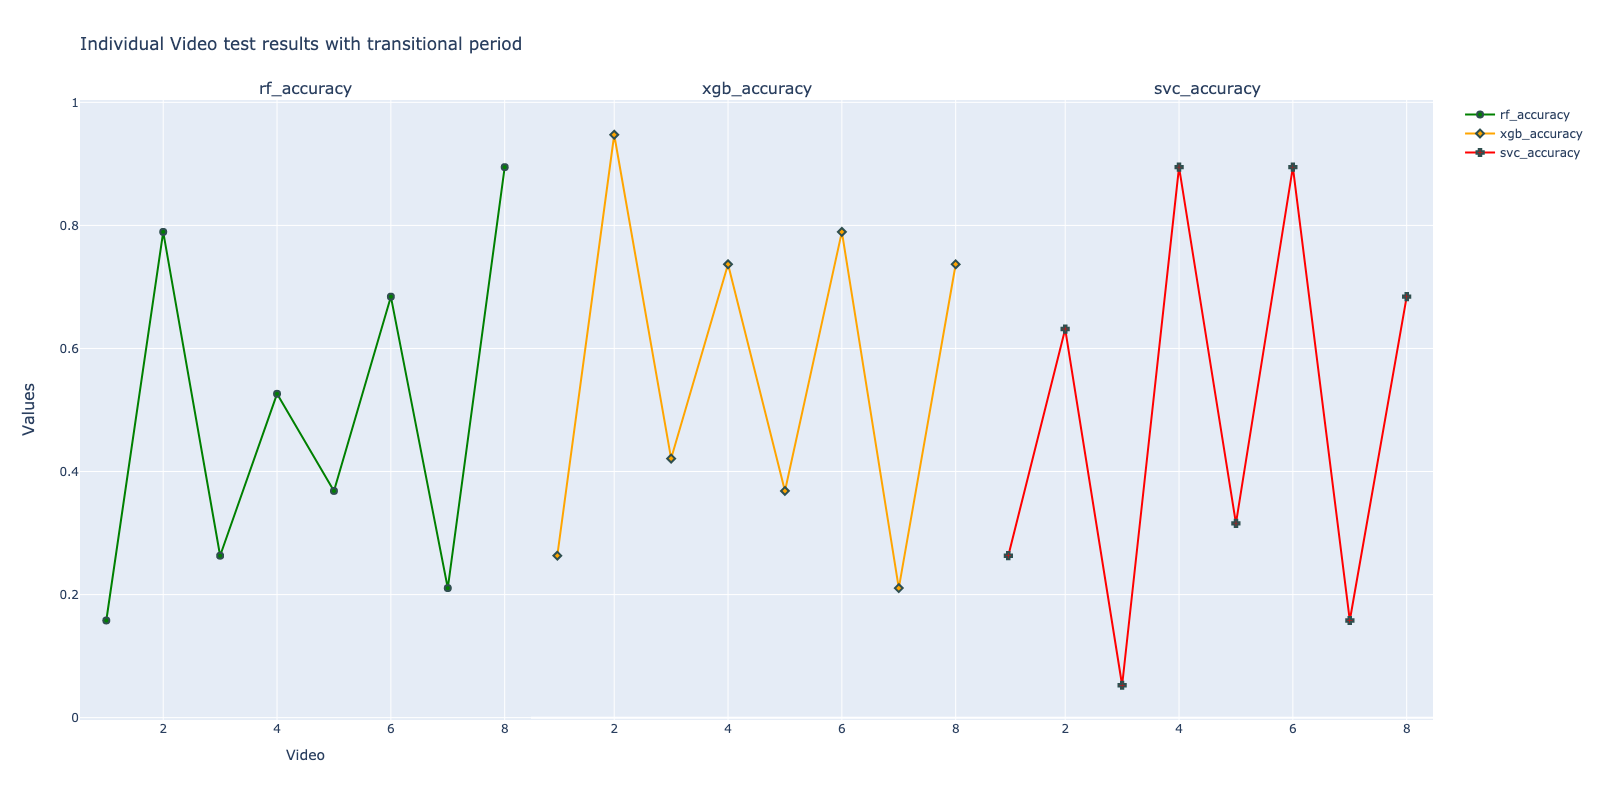 Individual Video test results with transitional period
rf_accuracy
xgb_accuracy
svc_accuracy
rf_accuracy
xgb_accuracy
svc_accuracy
Values
1
0.8
0.6
0.4
0.2
0
2 4 6 8 2 4 6 8 2 4 6 8
Video